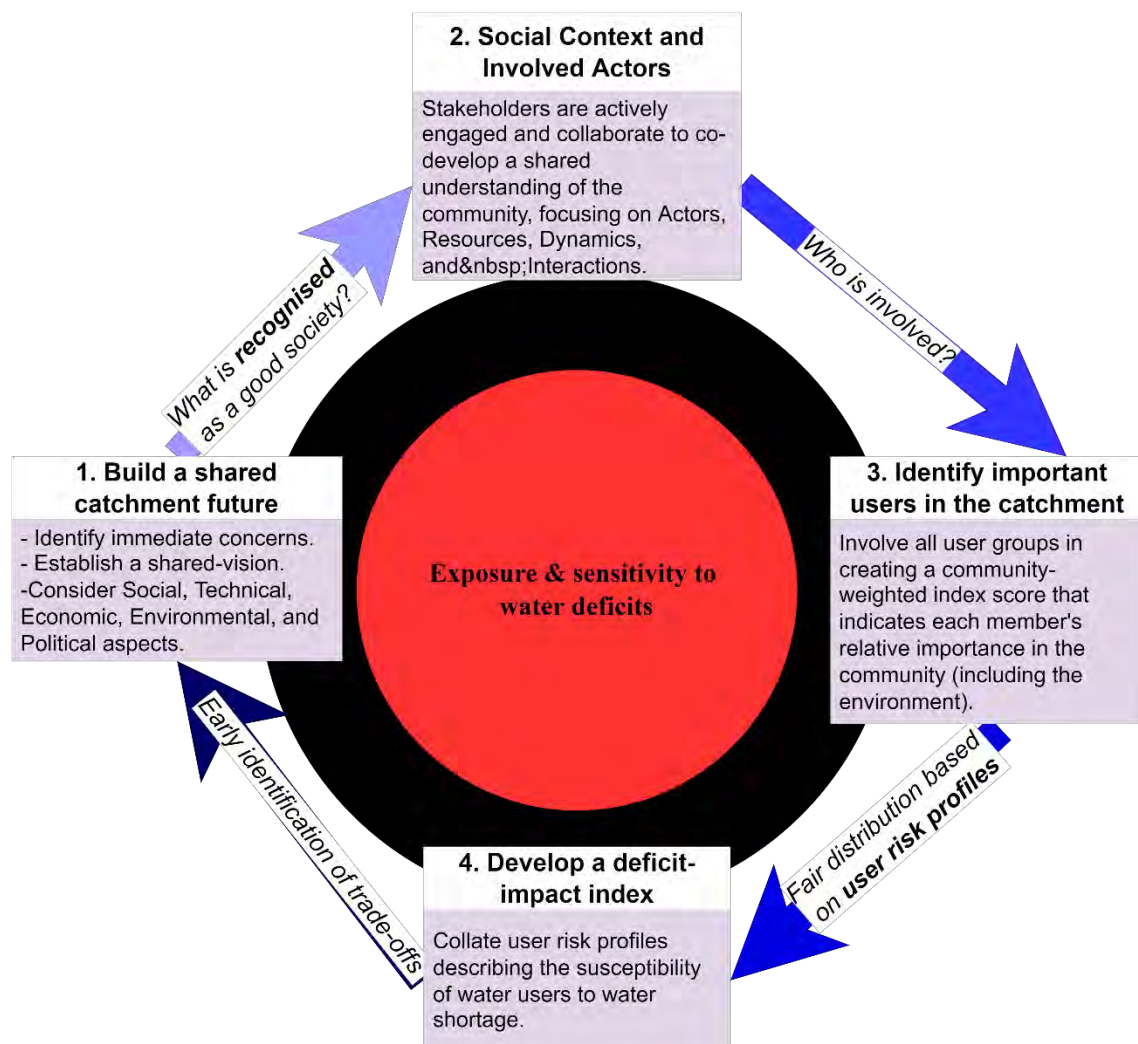 2. Social Context and
Involved Actors
Stakeholders are actively
engaged and collaborate to co-
develop a shared
understanding of the
community, focusing on Actors,
Resources, Dynamics,
and&nbsp;Interactions.
What is recognised
as a good society?
Who is involved?
1. Build a shared
catchment future
- Identify immediate concerns.
- Establish a shared-vision.
-Consider Social, Technical,
Economic, Environmental, and
Political aspects.
Exposure & sensitivity to
water deficits
3. Identify important
users in the catchment
Involve all user groups in
creating a community-
weighted index score that
indicates each member's
relative importance in the
community (including the
environment).
Early identification of trade-offs
Fair distribution based
on user risk profiles
4. Develop a deficit-
impact index
Collate user risk profiles
describing the susceptibility
of water users to water
shortage.